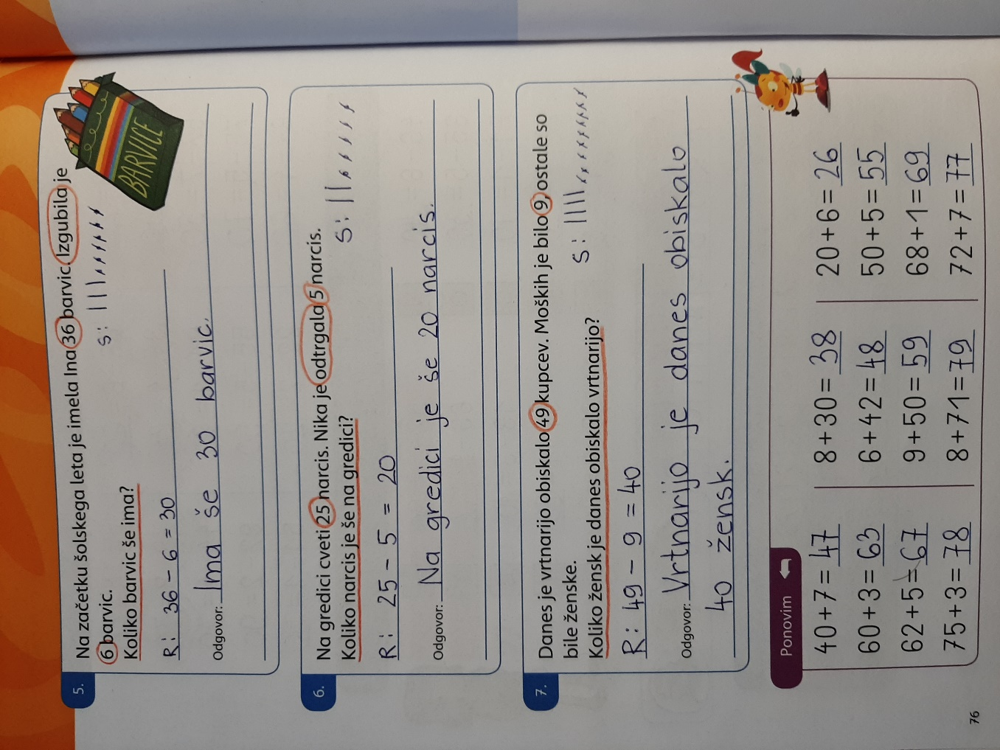 5.
Na začetku šolskega leta je imela Ina 36 barvic. Izgubila je
6 barvic.
S:
Koliko barvic še ima?
R: 36 - 6 = 30
Odgovor: Ima še 30 barvic.
BARVICE
6.
Na gredici cveti 25 narcis. Nika je odtrgala 5 narcis.
Koliko narcis je še na gredici?
S:
R: 25 - 5 = 20
Odgovor: Na gredici je še 20 narcis.
7.
Danes je vrtnarijo obiskalo 49 kupcev. Moških je bilo 9, ostale so
bile ženske.
S:
Koliko žensk je danes obiskalo vrtnarijo?
R: 49 - 9 = 40
Odgovor: Vrtnarijo je danes obiskalo
40 žensk.
Ponovim
40 + 7 = 47
60 + 3 = 63
62 + 5 = 67
75 + 3 = 78
8 + 30 = 38
6 + 42 = 48
9 + 50 = 59
8 + 71 = 79
20 + 6 = 26
50 + 5 = 55
68 + 1 = 69
72 + 7 = 77
76